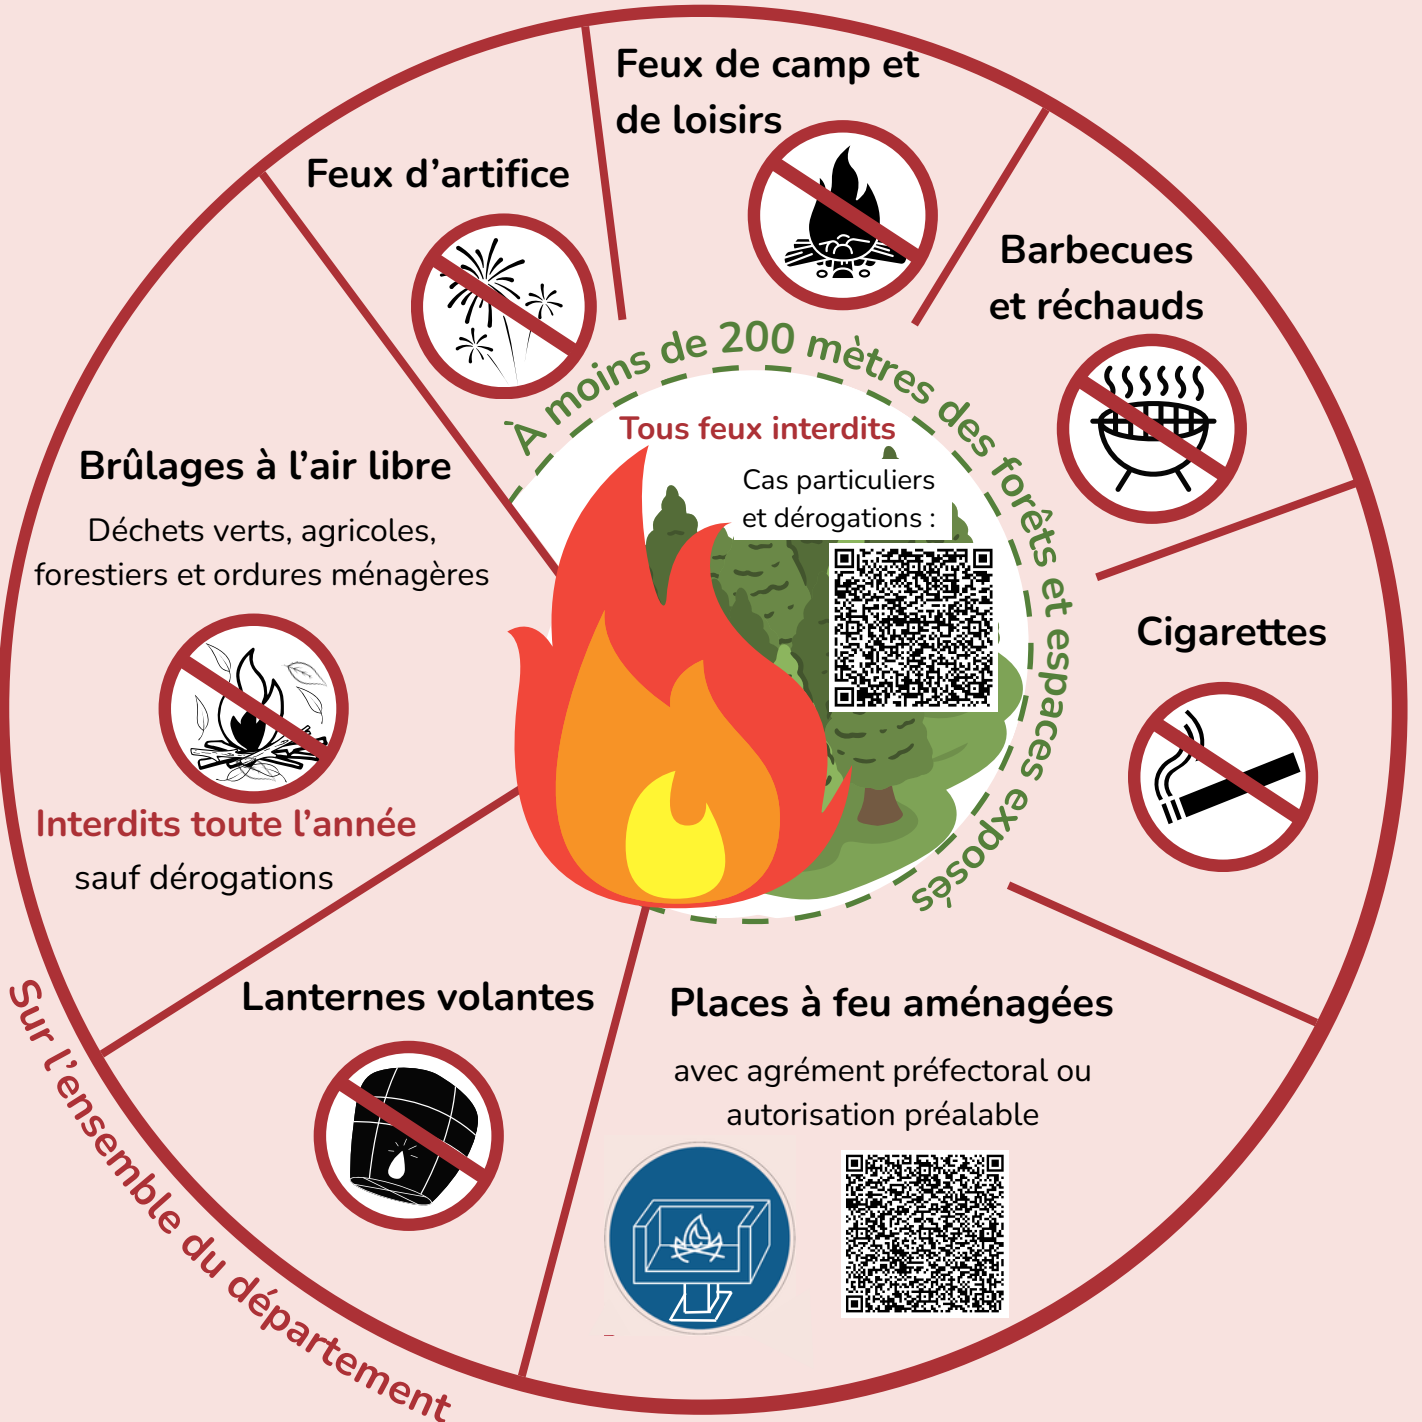 Feux de camp et
de loisirs
Feux d’artifice
Barbecues
et réchauds
À moins de 200 mètres des forêts et espaces exposés
Tous feux interdits
Cas particuliers
et dérogations :
Brûlages à l’air libre
Déchets verts, agricoles,
forestiers et ordures ménagères
Interdits toute l’année
sauf dérogations
Cigarettes
Lanternes volantes
Places à feu aménagées
avec agrément préfectoral ou
autorisation préalable
Sur l’ensemble du département